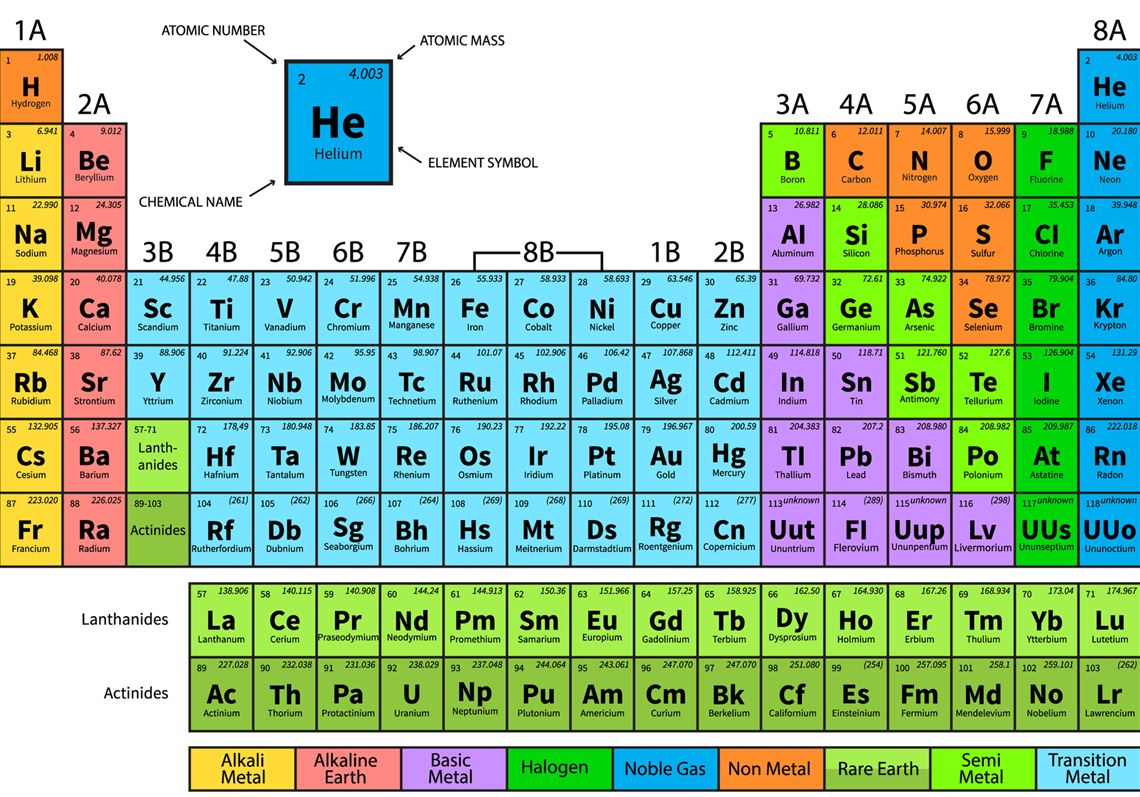 1A
8A
ATOMIC NUMBER
ATOMIC MASS
2 4.003
He
Helium
ELEMENT SYMBOL
CHEMICAL NAME
1 1.008 2 4.003
H He
Hydrogen Helium
2A 3A 4A 5A 6A 7A
3 6.941 4 9.012 5 10.811 6 12.011 7 14.007 8 15.999 9 18.988 10 20.180
Li Be B C N O F Ne
Lithium Beryllium Boron Carbon Nitrogen Oxygen Fluorine Neon
11 22.990 12 24.305 13 26.982 14 28.086 15 30.974 16 32.066 17 35.453 18 39.948
Na Mg Al Si P S Cl Ar
Sodium Magnesium Aluminum Silicon Phosphorus Sulfur Chlorine Argon
3B 4B 5B 6B 7B 8B 1B 2B
19 39.098 20 40.078 21 44.956 22 47.88 23 50.942 24 51.996 25 54.938 26 55.933 27 58.933 28 58.693 29 63.546 30 65.39 31 69.732 32 72.61 33 74.922 34 78.972 35 79.904 36 84.80
K Ca Sc Ti V Cr Mn Fe Co Ni Cu Zn Ga Ge As Se Br Kr
Potassium Calcium Scandium Titanium Vanadium Chromium Manganese Iron Cobalt Nickel Copper Zinc Gallium Germanium Arsenic Selenium Bromine Krypton
37 84.468 38 87.62 39 88.906 40 91.224 41 92.906 42 95.95 43 98.907 44 101.07 45 102.906 46 106.42 47 107.868 48 112.411 49 114.818 50 118.71 51 121.760 52 127.6 53 126.904 54 131.29
Rb Sr Y Zr Nb Mo Tc Ru Rh Pd Ag Cd In Sn Sb Te I Xe
Rubidium Strontium Yttrium Zirconium Niobium Molybdenum Technetium Ruthenium Rhodium Palladium Silver Cadmium Indium Tin Antimony Tellurium Iodine Xenon
55 132.905 56 137.327 57-71 72 178,49 73 180.948 74 183.85 75 186.207 76 190.23 77 192.22 78 195.08 79 196.967 80 200.59 81 204.383 82 207.2 83 208.980 84 208.982 85 209.987 86 222.018
Cs Ba Lanth-anides Hf Ta W Re Os Ir Pt Au Hg Tl Pb Bi Po At Rn
Cesium Barium Hafnium Tantalum Tungsten Rhenium Osmium Iridium Platinum Gold Mercury Thallium Lead Bismuth Polonium Astatine Radon
87 223.020 88 226.025 89-103 104 (261) 105 (262) 106 (266) 107 (264) 108 (269) 109 (268) 110 (269) 111 (272) 112 (277) 113 unknown 114 (289) 115 unknown 116 (298) 117 unknown 118 unknown
Fr Ra Actinides Rf Db Sg Bh Hs Mt Ds Rg Cn Uut Fl Uup Lv UUs UUo
Francium Radium Rutherfordium Dubnium Seaborgium Bohrium Hassium Meitnerium Darmstadtium Roentgenium Copernicium Ununtrium Flerovium Ununpentium Livermorium Ununseptium Ununoctium
57 138.906 58 140.115 59 140.908 60 144.24 61 144.913 62 150.36 63 151.966 64 157.25 65 158.925 66 162.50 67 164.930 68 167.26 69 168.934 70 173.04 71 174.967
Lanthanides La Ce Pr Nd Pm Sm Eu Gd Tb Dy Ho Er Tm Yb Lu
Lanthanum Cerium Praseodymium Neodymium Promethium Samarium Europium Gadolinium Terbium Dysprosium Holmium Erbium Thulium Ytterbium Lutetium
89 227.028 90 232.038 91 231.036 92 238.029 93 237.048 94 244.064 95 243.061 96 247.070 97 247.070 98 251.080 99 (254) 100 257.095 101 258.1 102 259.101 103 (262)
Actinides Ac Th Pa U Np Pu Am Cm Bk Cf Es Fm Md No Lr
Actinium Thorium Protactinium Uranium Neptunium Plutonium Americium Curium Berkelium Californium Einsteinium Fermium Mendelevium Nobelium Lawrencium
Alkali Metal
Alkaline Earth
Basic Metal
Halogen
Noble Gas
Non Metal
Rare Earth
Semi Metal
Transition Metal